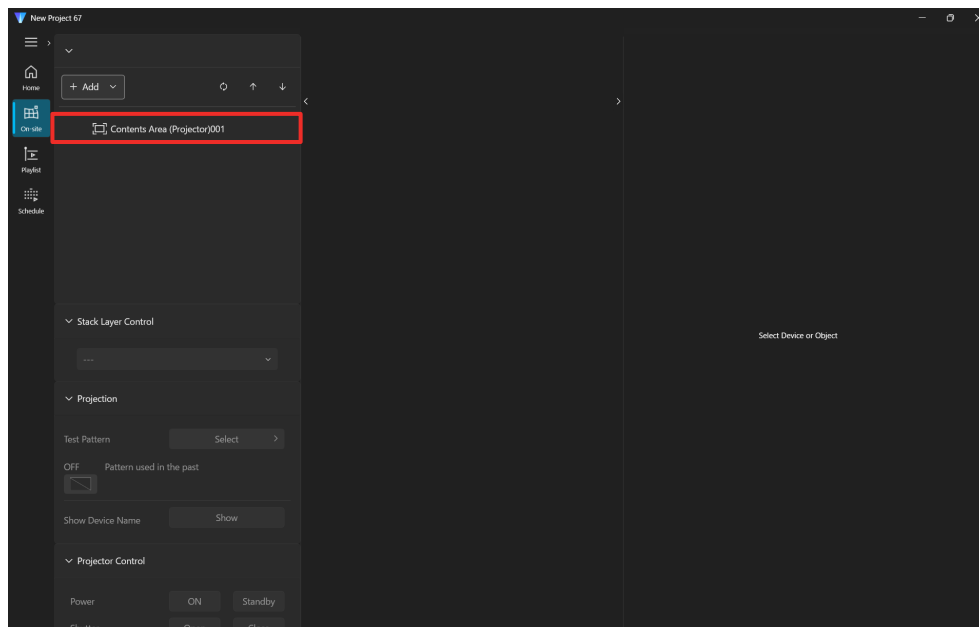 New Project 67
Home
On-site
Playlist
Schedule
+ Add
Contents Area (Projector)001
Stack Layer Control
---
Projection
Test Pattern Select
OFF Pattern used in the past
Show Device Name Show
Projector Control
Power ON Standby
Select Device or Object